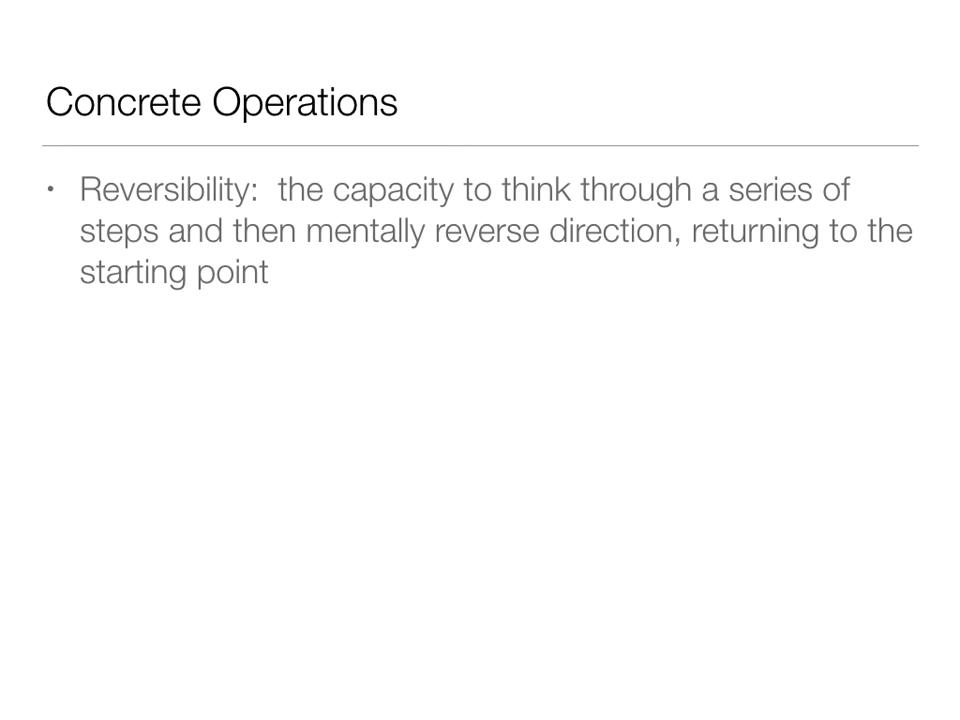 Concrete Operations
• Reversibility:  the capacity to think through a series of
steps and then mentally reverse direction, returning to the
starting point